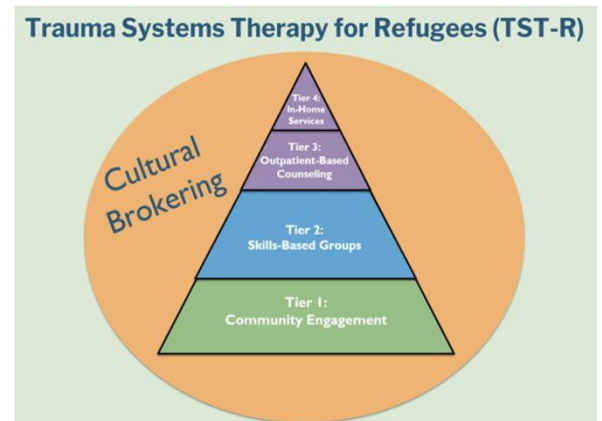 Trauma Systems Therapy for Refugees (TST-R)
Cultural
Brokering
Tier 4:
In-Home
Services
Tier 3:
Outpatient-Based
Counseling
Tier 2:
Skills-Based Groups
Tier 1:
Community Engagement